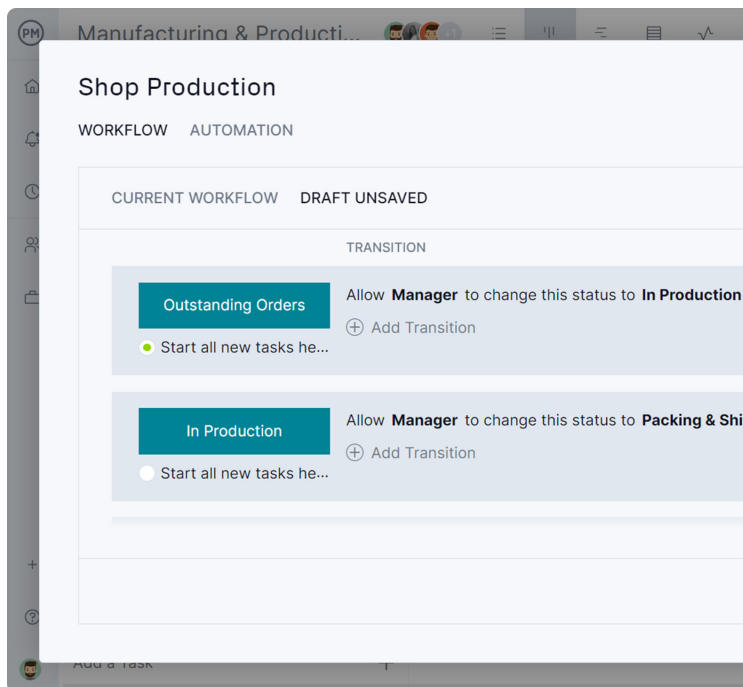 PM
Manufacturing & Producti...
+1
Shop Production
WORKFLOW AUTOMATION
CURRENT WORKFLOW DRAFT UNSAVED
TRANSITION
Outstanding Orders
Allow Manager to change this status to In Production
Add Transition
Start all new tasks he...
In Production
Allow Manager to change this status to Packing & Shi
Add Transition
Start all new tasks he...
Add a Task